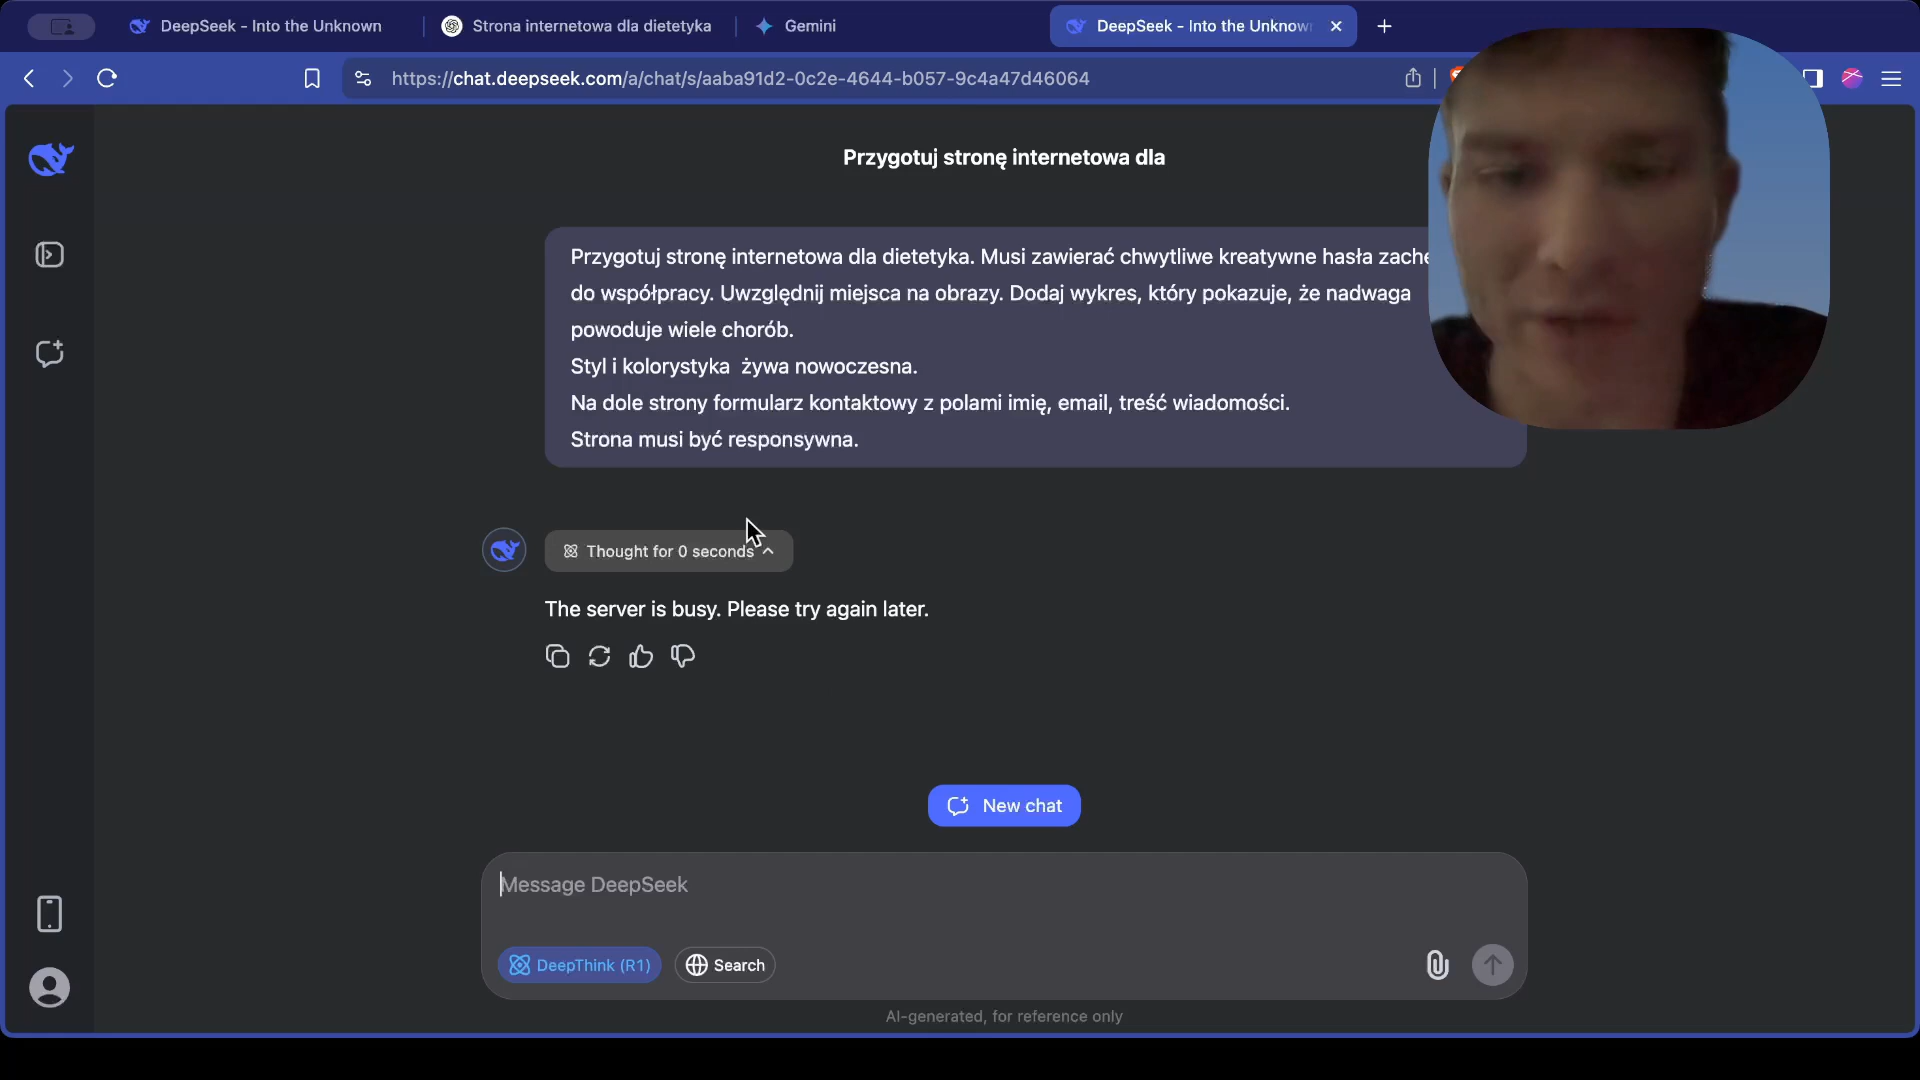 DeepSeek - Into the Unknown
Strona internetowa dla dietetyka
Gemini
DeepSeek - Into the Unknown
https://chat.deepseek.com/a/chat/s/aaba91d2-0c2e-4644-b057-9c4a47d46064
Przygotuj stronę internetowa dla
Przygotuj stronę internetowa dla dietetyka. Musi zawierać chwytliwe kreatywne hasła
do współpracy. Uwzględnij miejsca na obrazy. Dodaj wykres, który pokazuje, że nadwaga
powoduje wiele chorób.
Styl i kolorystyka  żywa nowoczesna.
Na dole strony formularz kontaktowy z polami imię, email, treść wiadomości.
Strona musi być responsywna.
Thought for 0 seconds
The server is busy. Please try again later.
New chat
Message DeepSeek
DeepThink (R1)
Search
AI-generated, for reference only